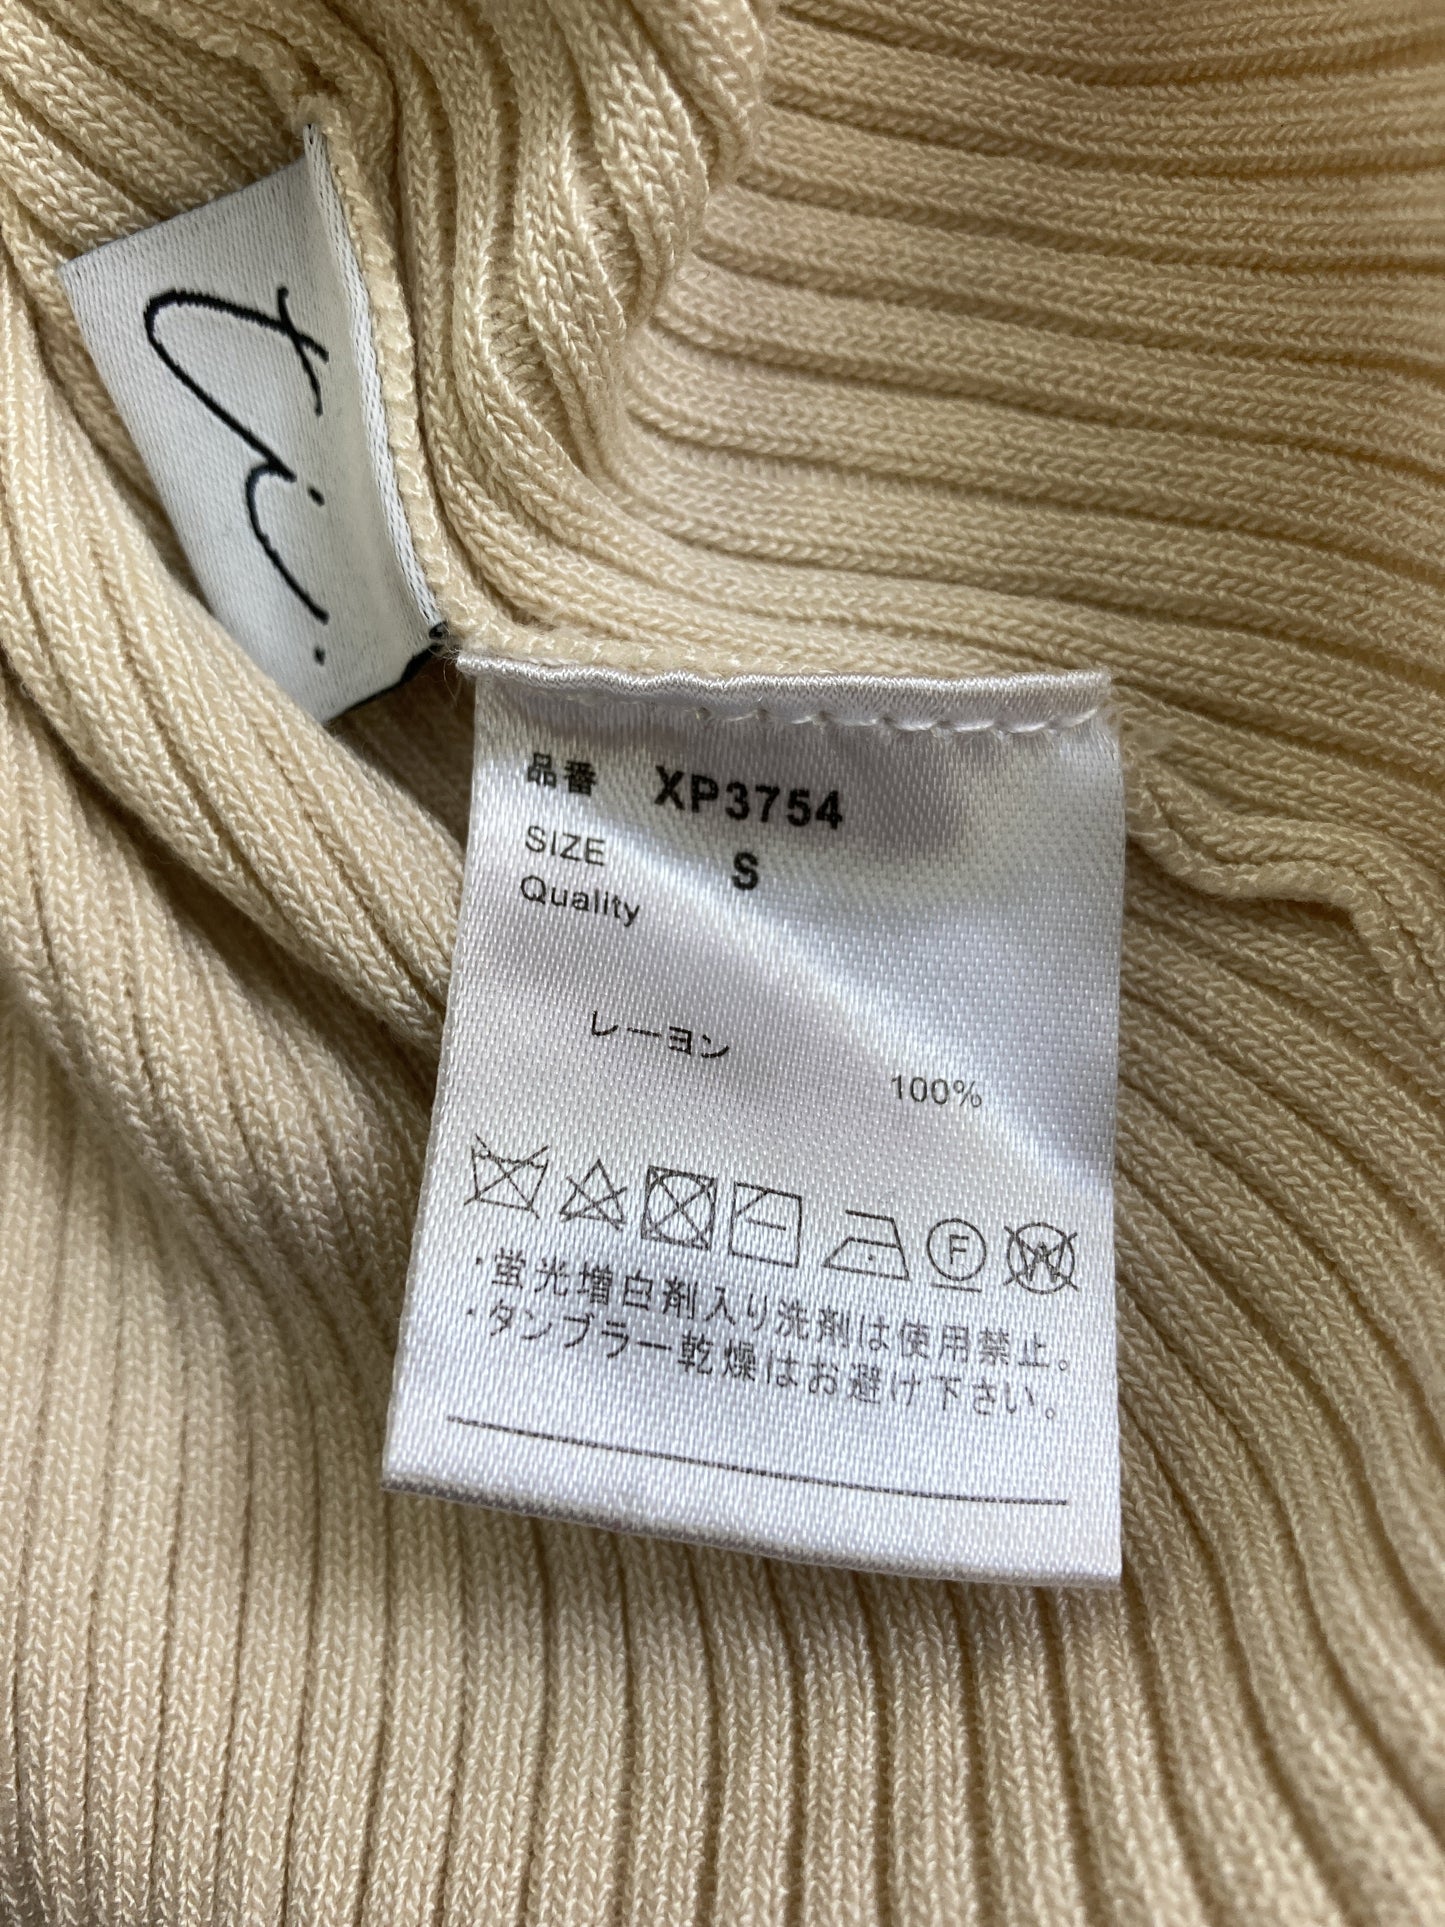 品番 XP3754
SIZE S
Quality
レーヨン 100%
・蛍光増白剤入り洗剤は使用禁止。
・タンブラー乾燥はお避け下さい。